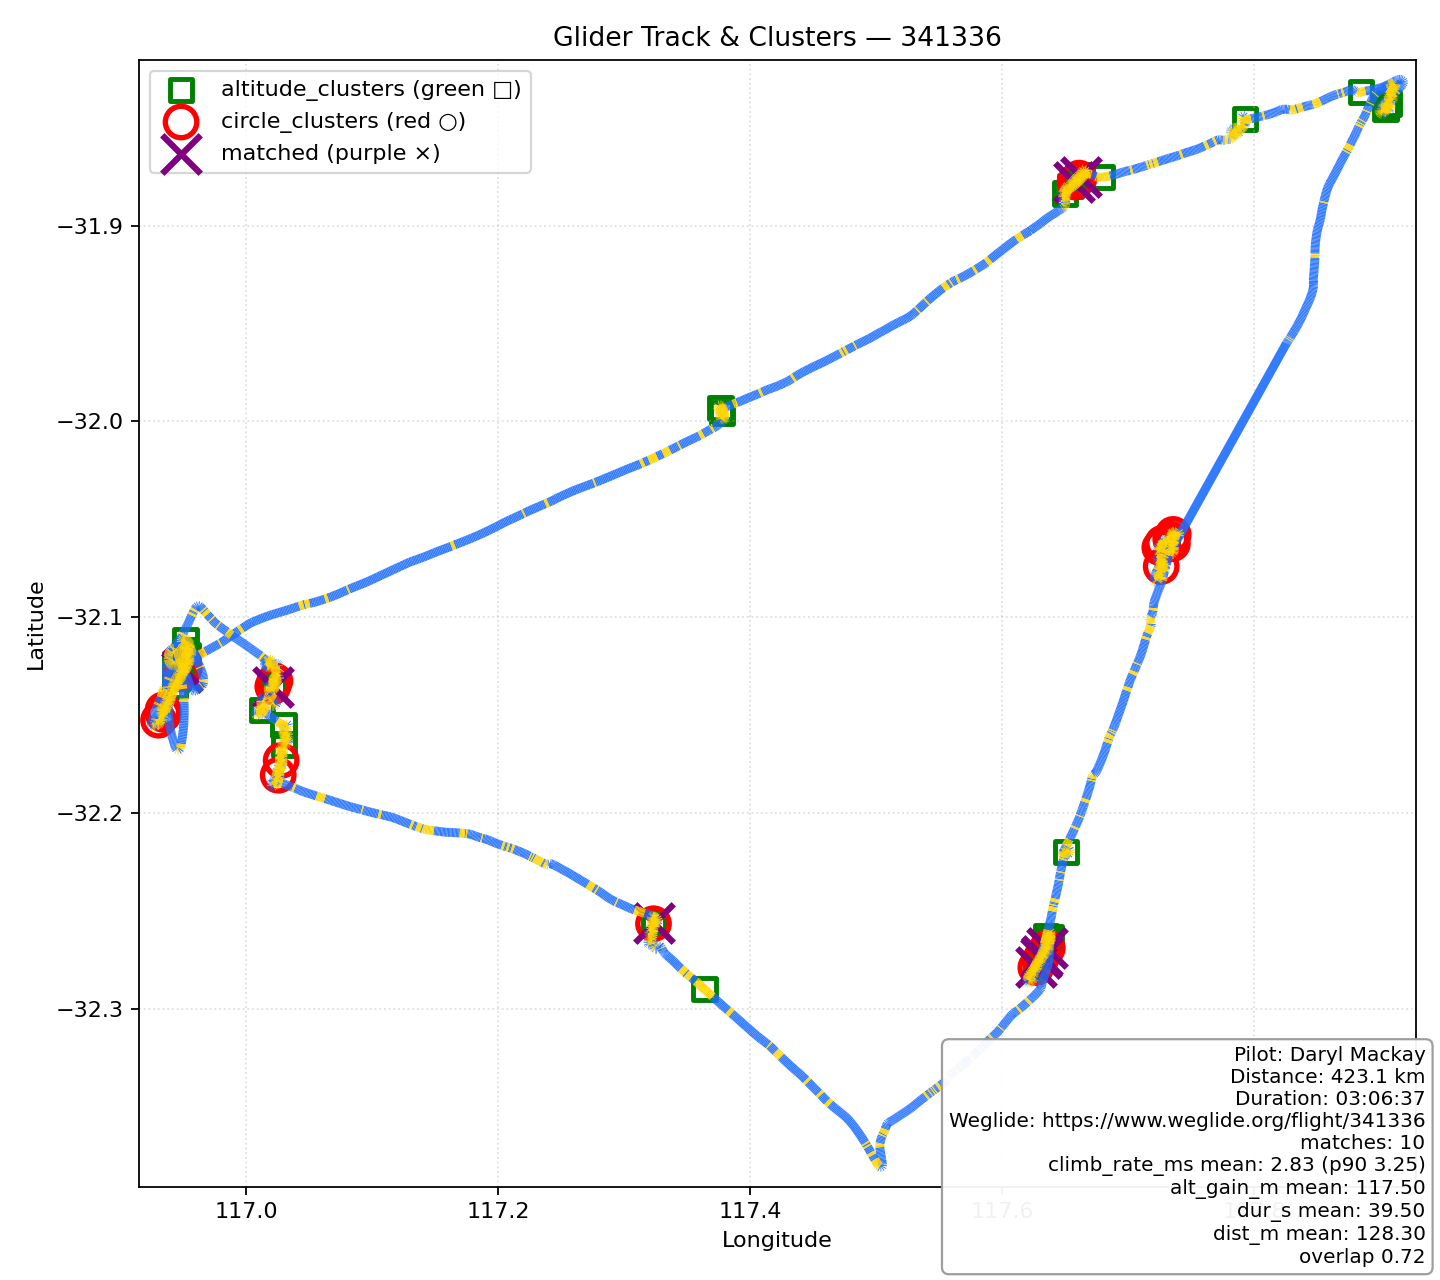 Glider Track & Clusters — 341336
altitude_clusters (green □)
circle_clusters (red ○)
matched (purple ×)
−31.9
−32.0
−32.1
−32.2
−32.3
Latitude
117.0
117.2
117.4
117.6
Longitude
Pilot: Daryl Mackay
Distance: 423.1 km
Duration: 03:06:37
Weglide: https://www.weglide.org/flight/341336
matches: 10
climb_rate_ms mean: 2.83 (p90 3.25)
alt_gain_m mean: 117.50
dur_s mean: 39.50
dist_m mean: 128.30
overlap 0.72